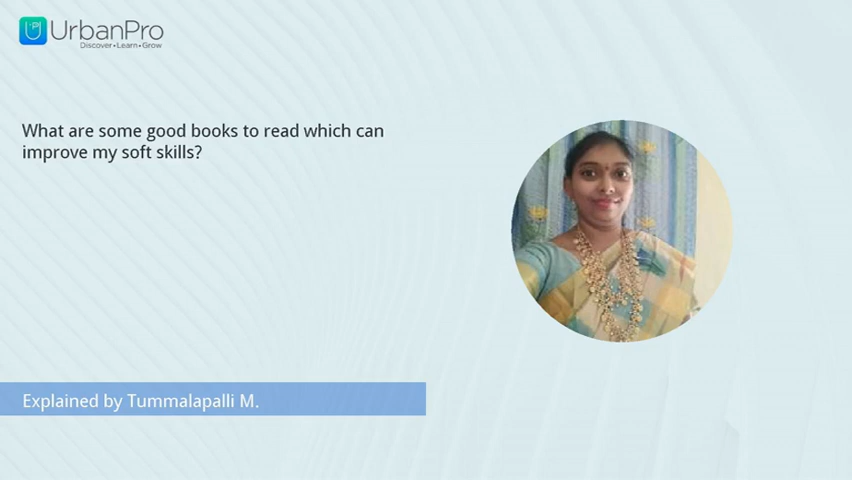 UrbanPro
Discover•Learn•Grow
What are some good books to read which can
improve my soft skills?
Explained by Tummalapalli M.